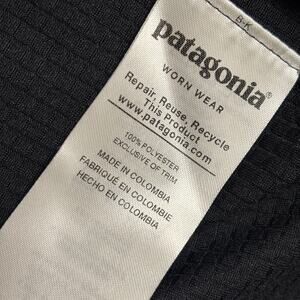 B-K
patagonia®
WORN WEAR
Repair, Reuse, Recycle
This Product
www.patagonia.com
100% POLYESTER
EXCLUSIVE OF TRIM
MADE IN COLOMBIA
FABRIQUÉ EN COLOMBIE
HECHO EN COLOMBIA